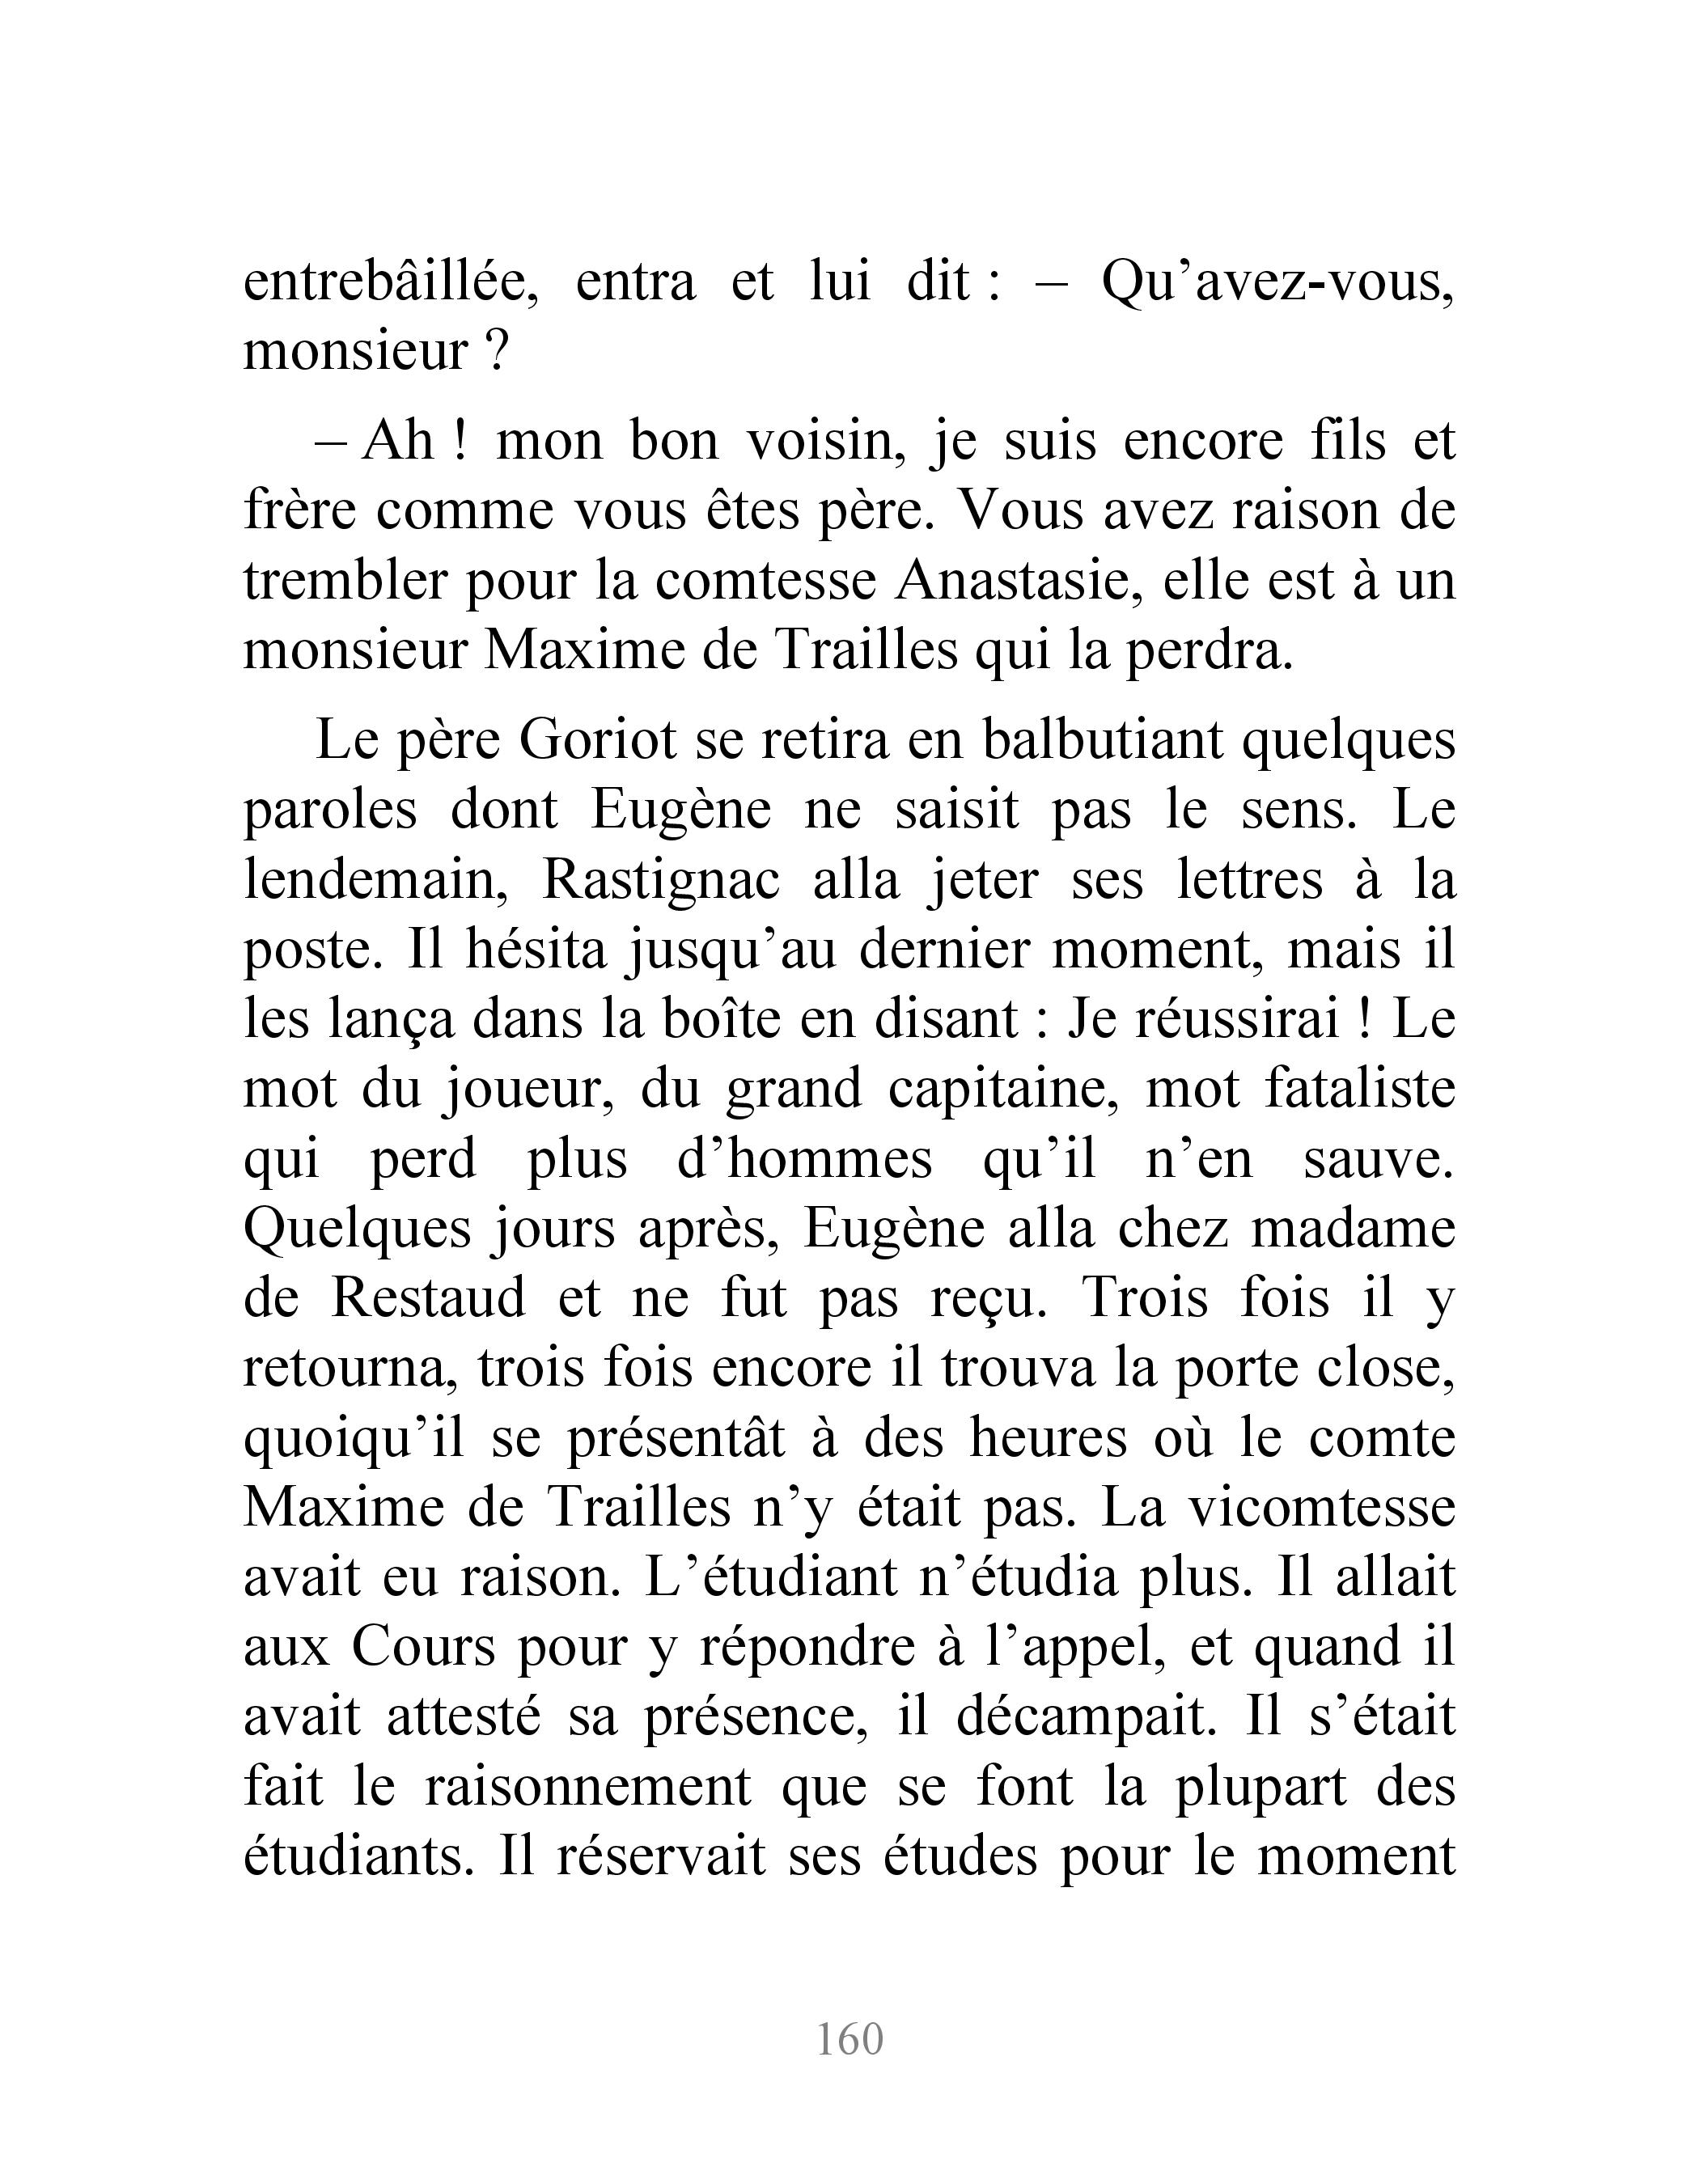 entrebâillée, entra et lui dit : – Qu’avez-vous,
monsieur ?
– Ah ! mon bon voisin, je suis encore fils et
frère comme vous êtes père. Vous avez raison de
trembler pour la comtesse Anastasie, elle est à un
monsieur Maxime de Trailles qui la perdra.
Le père Goriot se retira en balbutiant quelques
paroles dont Eugène ne saisit pas le sens. Le
lendemain, Rastignac alla jeter ses lettres à la
poste. Il hésita jusqu’au dernier moment, mais il
les lança dans la boîte en disant : Je réussirai ! Le
mot du joueur, du grand capitaine, mot fataliste
qui perd plus d’hommes qu’il n’en sauve.
Quelques jours après, Eugène alla chez madame
de Restaud et ne fut pas reçu. Trois fois il y
retourna, trois fois encore il trouva la porte close,
quoiqu’il se présentât à des heures où le comte
Maxime de Trailles n’y était pas. La vicomtesse
avait eu raison. L’étudiant n’étudia plus. Il allait
aux Cours pour y répondre à l’appel, et quand il
avait attesté sa présence, il décampait. Il s’était
fait le raisonnement que se font la plupart des
étudiants. Il réservait ses études pour le moment
160